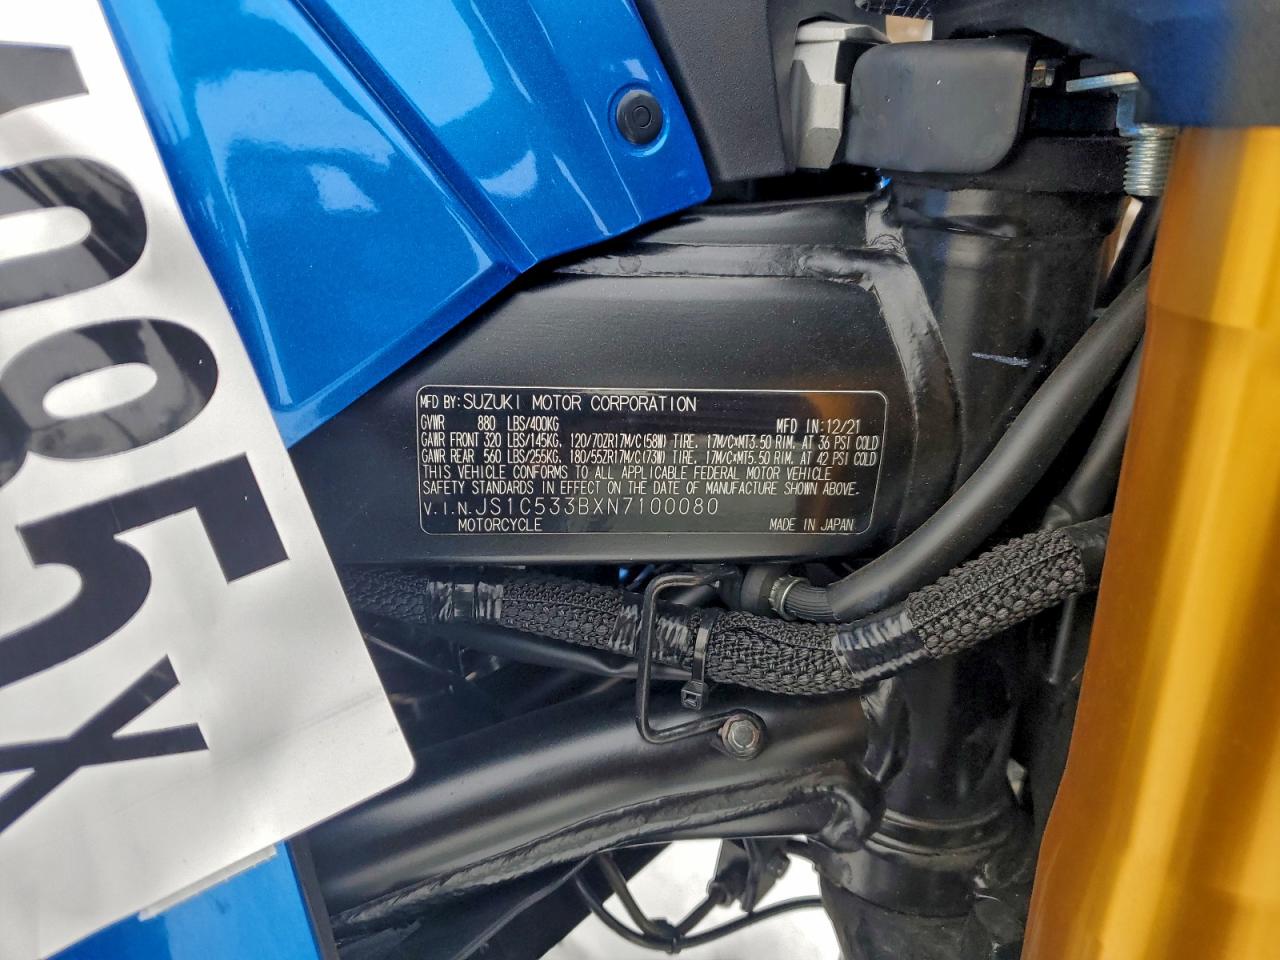 MFD BY: SUZUKI MOTOR CORPORATION
GVWR 880 LBS/400KG MFD IN: 12/21
GAWR FRONT 320 LBS/145KG, 120/70ZR17M/C(58W) TIRE. 17M/C×MT3.50 RIM. AT 36 PSI COLD
GAWR REAR 560 LBS/255KG, 180/55ZR17M/C(73W) TIRE. 17M/C×MT5.50 RIM. AT 42 PSI COLD
THIS VEHICLE CONFORMS TO ALL APPLICABLE FEDERAL MOTOR VEHICLE
SAFETY STANDARDS IN EFFECT ON THE DATE OF MANUFACTURE SHOWN ABOVE.
V.I.N. JS1C533BXN7100080
MOTORCYCLE MADE IN JAPAN